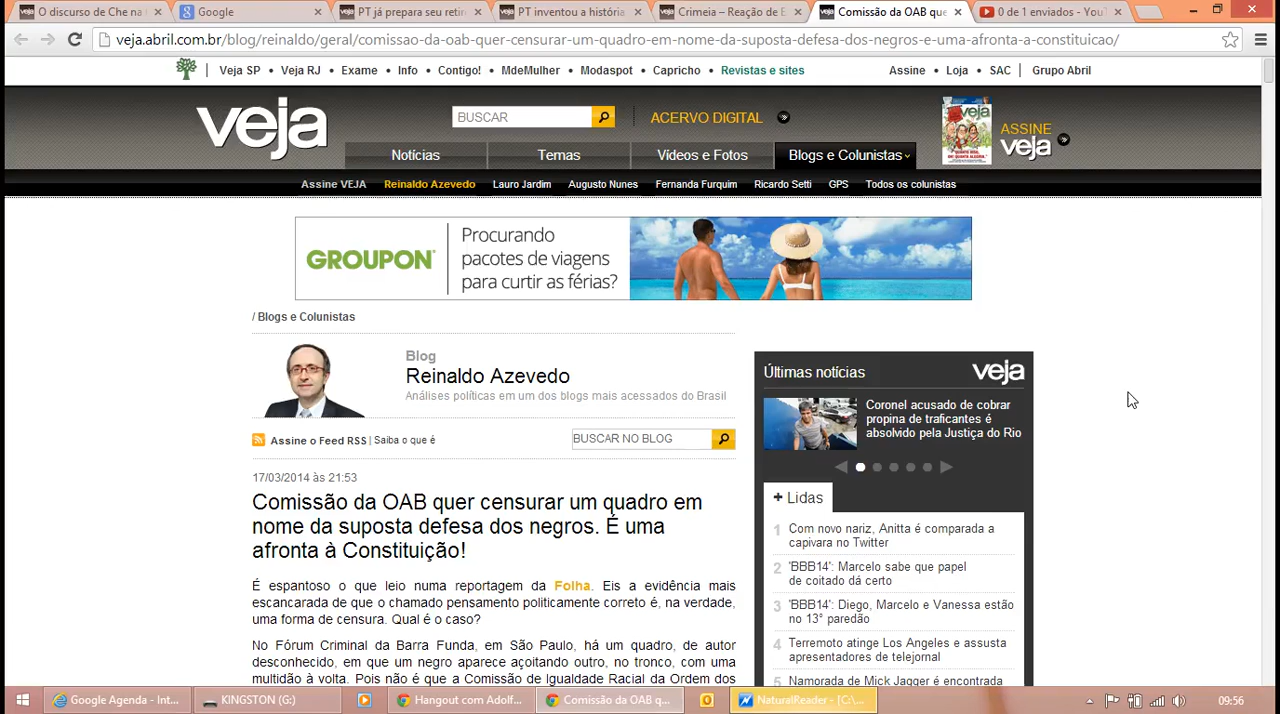 O discurso de Che na
Google
PT já prepara seu retir
PT inventou a história
Crimeia – Reação de E
Comissão da OAB que
0 de 1 enviados - YouT
veja.abril.com.br/blog/reinaldo/geral/comissao-da-oab-quer-censurar-um-quadro-em-nome-da-suposta-defesa-dos-negros-e-uma-afronta-a-constituicao/
Veja SP • Veja RJ • Exame • Info • Contigo! • MdeMulher • Modaspot • Capricho • Revistas e sites
Assine • Loja • SAC | Grupo Abril
veja
BUSCAR
ACERVO DIGITAL
veja
ASSINE
veja
Notícias
Temas
Vídeos e Fotos
Blogs e Colunistas
Assine VEJA Reinaldo Azevedo Lauro Jardim Augusto Nunes Fernanda Furquim Ricardo Setti GPS Todos os colunistas
GROUPON
Procurando
pacotes de viagens
para curtir as férias?
/ Blogs e Colunistas
Blog
Reinaldo Azevedo
Análises políticas em um dos blogs mais acessados do Brasil
Assine o Feed RSS | Saiba o que é
BUSCAR NO BLOG
17/03/2014 às 21:53
Comissão da OAB quer censurar um quadro em
nome da suposta defesa dos negros. É uma
afronta à Constituição!
É espantoso o que leio numa reportagem da Folha. Eis a evidência mais
escancarada de que o chamado pensamento politicamente correto é, na verdade,
uma forma de censura. Qual é o caso?
No Fórum Criminal da Barra Funda, em São Paulo, há um quadro, de autor
desconhecido, em que um negro aparece açoitando outro, no tronco, com uma
multidão à volta. Pois não é que a Comissão de Igualdade Racial da Ordem dos
Últimas notícias
veja
Coronel acusado de cobrar
propina de traficantes é
absolvido pela Justiça do Rio
+ Lidas
1 Com novo nariz, Anitta é comparada a
capivara no Twitter
2 'BBB14': Marcelo sabe que papel
de coitado dá certo
3 'BBB14': Diego, Marcelo e Vanessa estão
no 13° paredão
4 Terremoto atinge Los Angeles e assusta
apresentadores de telejornal
5 Namorada de Mick Jagger é encontrada
Google Agenda - Int...
KINGSTON (G:)
Hangout com Adolf...
Comissão da OAB q...
NaturalReader - [C:\...
09:56